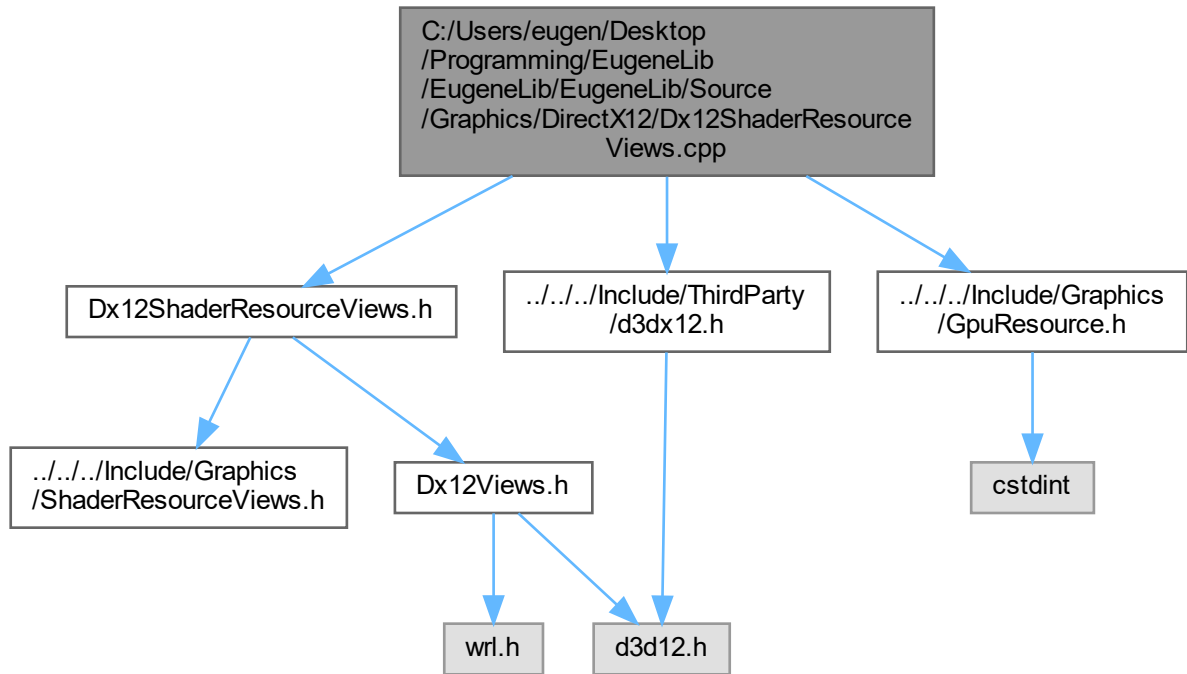 C:/Users/eugen/Desktop
/Programming/EugeneLib
/EugeneLib/EugeneLib/Source
/Graphics/DirectX12/Dx12ShaderResource
Views.cpp
Dx12ShaderResourceViews.h
../../../Include/ThirdParty
/d3dx12.h
../../../Include/Graphics
/GpuResource.h
../../../Include/Graphics
/ShaderResourceViews.h
Dx12Views.h
cstdint
wrl.h
d3d12.h